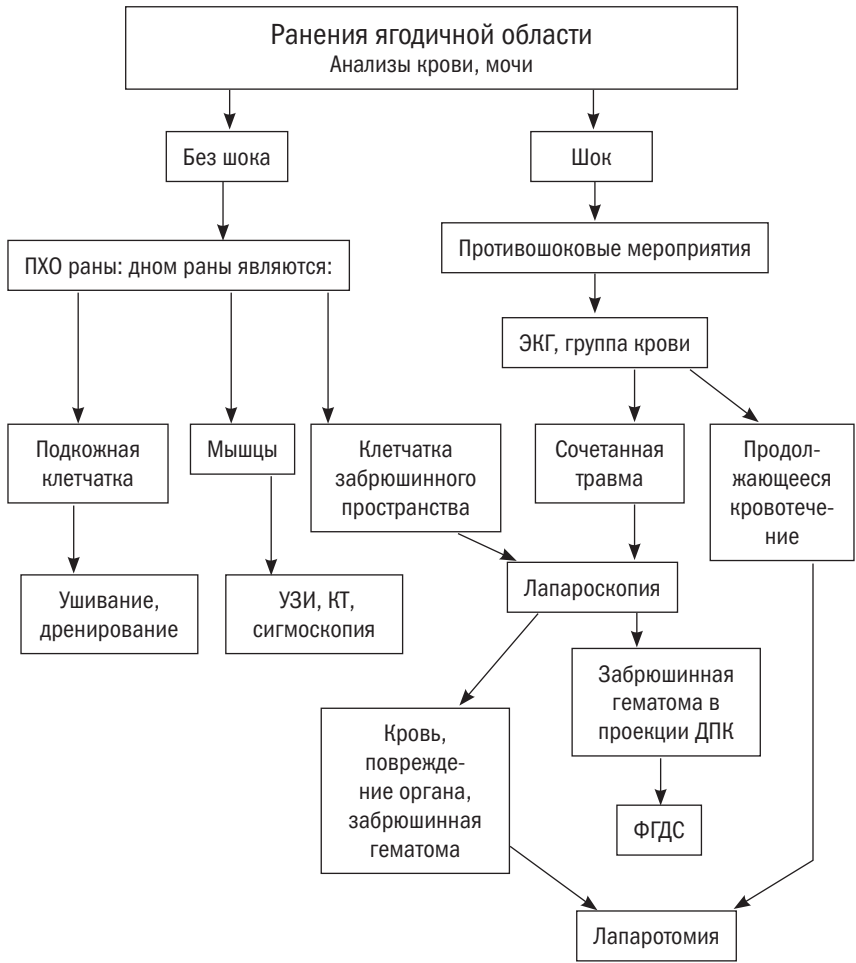 Ранения ягодичной области
Анализы крови, мочи
Без шока
Шок
ПХО раны: дном раны являются:
Противошоковые мероприятия
ЭКГ, группа крови
Подкожная
клетчатка
Мышцы
Клетчатка
забрюшинного
пространства
Сочетанная
травма
Продол-
жающееся
кровотече-
ние
Ушивание,
дренирование
УЗИ, КТ,
сигмоскопия
Лапароскопия
Забрюшинная
гематома в
проекции ДПК
Кровь,
поврежде-
ние органа,
забрюшинная
гематома
ФГДС
Лапаротомия